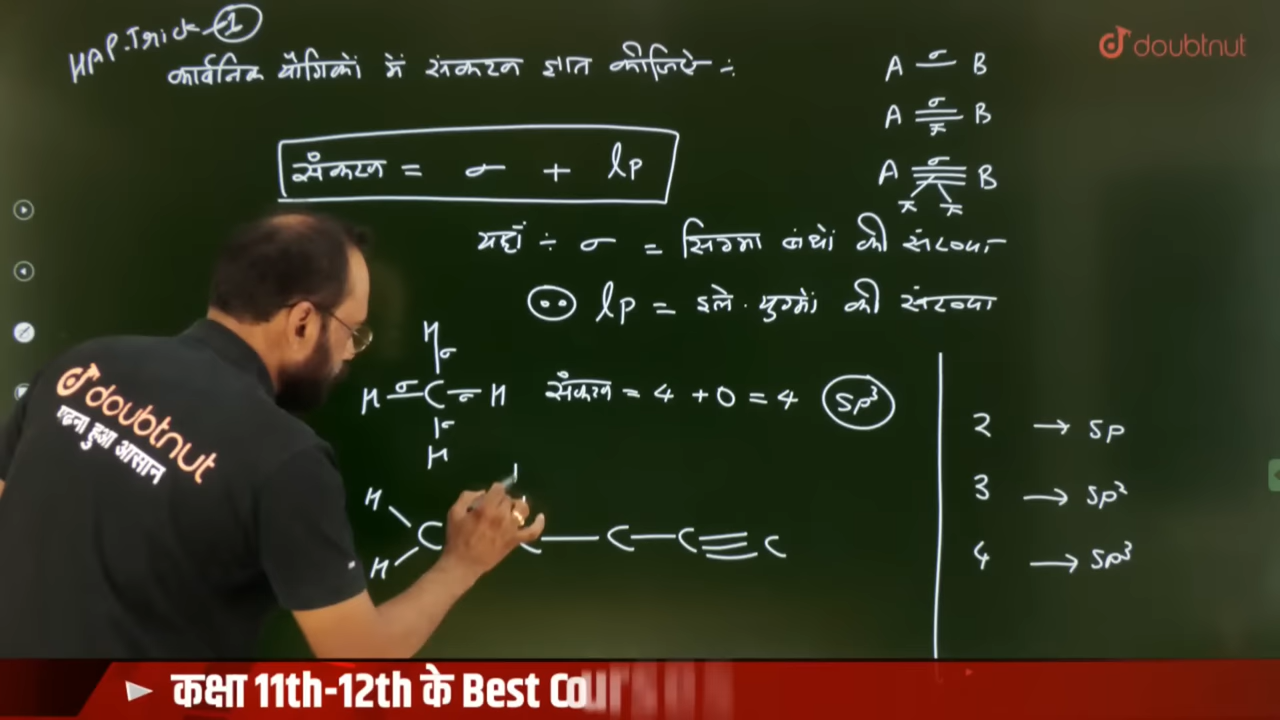 HAP-Trick-1
कार्बनिक यौगिकों में संकरण ज्ञात कीजिए :-
A σ B
A σ B
π
A σ B
π π
doubtnut
संकरण = σ + lp
यहाँ ÷ σ = सिग्मा बंधों की संख्या
lp = इले. युग्मों की संख्या
H
σ
H σ C σ H
σ
H
संकरण = 4 + 0 = 4 sp³
2 → sp
3 → sp²
4 → sp³
H
C C — C — C ≡ C
H
doubtnut
पढ़ना हुआ आसान
कक्षा 11th-12th के Best